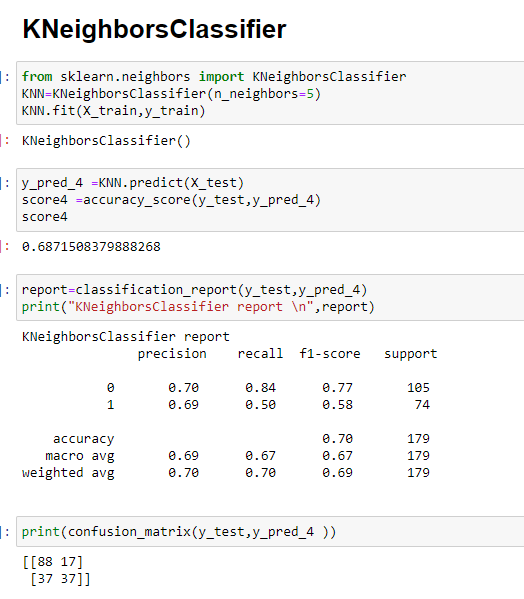 KNeighborsClassifier
]: from sklearn.neighbors import KNeighborsClassifier
KNN=KNeighborsClassifier(n_neighbors=5)
KNN.fit(X_train,y_train)
]: KNeighborsClassifier()
]: y_pred_4 =KNN.predict(X_test)
score4 =accuracy_score(y_test,y_pred_4)
score4
]: 0.6871508379888268
]: report=classification_report(y_test,y_pred_4)
print("KNeighborsClassifier report \n",report)
KNeighborsClassifier report
precision recall f1-score support
0 0.70 0.84 0.77 105
1 0.69 0.50 0.58 74
accuracy 0.70 179
macro avg 0.69 0.67 0.67 179
weighted avg 0.70 0.70 0.69 179
]: print(confusion_matrix(y_test,y_pred_4 ))
[[88 17]
[37 37]]